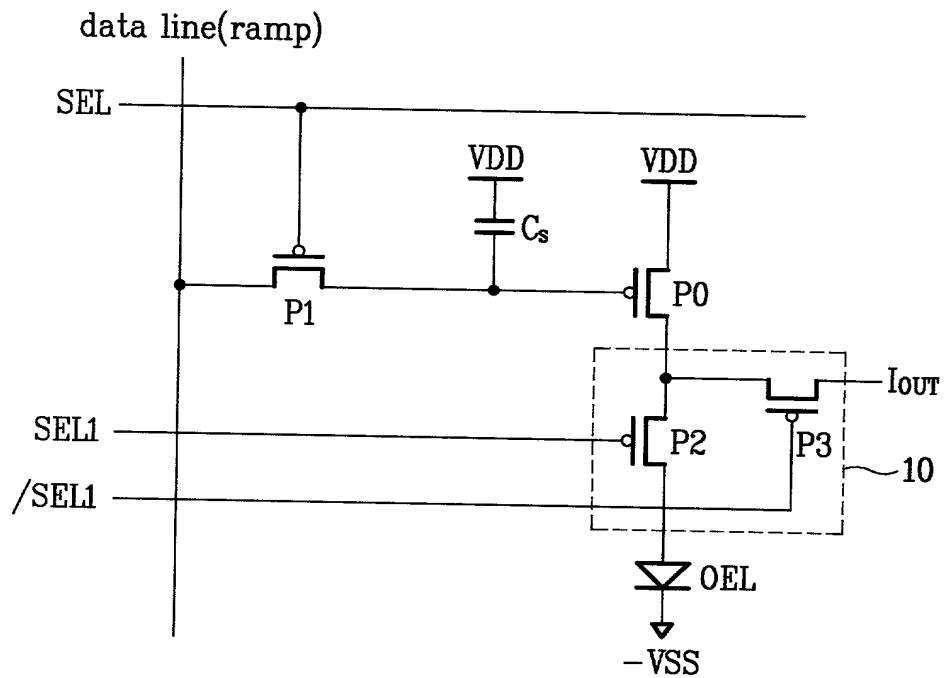 data line(ramp)
SEL
VDD
VDD
Cs
P1
P0
IOUT
SEL1
P2
P3
10
/SEL1
OEL
-VSS